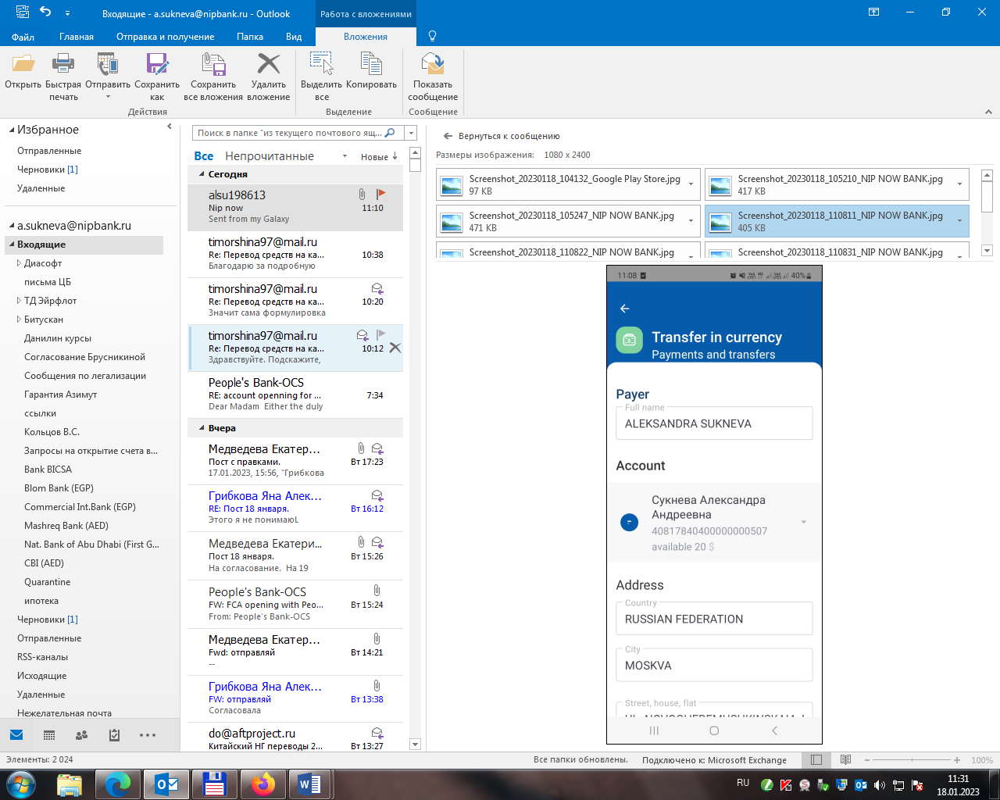 Входящие - a.sukneva@nipbank.ru - Outlook
Работа с вложениями
Файл
Главная
Отправка и получение
Папка
Вид
Вложения
Открыть
Быстрая печать
Отправить
Сохранить как
Сохранить все вложения
Удалить вложение
Выделить все
Копировать
Показать сообщение
Действия
Выделение
Сообщение
Избранное
Отправленные
Черновики [1]
Удаленные
a.sukneva@nipbank.ru
Входящие
Диасофт
письма ЦБ
ТД Эйрфлот
Битускан
Данилин курсы
Согласование Брусникиной
Сообщения по легализации
Гарантия Азимут
ссылки
Кольцов В.С.
Запросы на открытие счета в...
Bank BICSA
Blom Bank (EGP)
Commercial Int.Bank (EGP)
Mashreq Bank (AED)
Nat. Bank of Abu Dhabi (First G...
CBI (AED)
Quarantine
ипотека
Черновики [1]
Отправленные
RSS-каналы
Исходящие
Удаленные
Нежелательная почта
Поиск в папке "из текущего почтового ящ...
Все
Непрочитанные
Новые
Сегодня
alsu198613
Nip now
11:10
Sent from my Galaxy
timorshina97@mail.ru
Re: Перевод средств на ка...
10:38
Благодарю за подробную
timorshina97@mail.ru
Re: Перевод средств на ка...
10:20
Значит сама формулировка
timorshina97@mail.ru
Re: Перевод средств на ка...
10:12
Здравствуйте. Подскажите,
People's Bank-OCS
RE: account openning for ...
7:34
Dear Madam Either the duly
Вчера
Медведева Екатер...
Пост с правками.
Вт 17:23
17.01.2023, 15:56, "Грибкова
Грибкова Яна Алек...
RE: Пост 18 января.
Вт 16:12
Этого я не понимаюL
Медведева Екатери...
Пост 18 января.
Вт 15:26
На согласование. На 19
People's Bank-OCS
FW: FCA opening with Peo...
Вт 15:24
From: People's Bank-OCS
Медведева Екатер...
Fwd: отправляй
Вт 14:21
--
Грибкова Яна Алек...
FW: отправляй
Вт 13:38
Согласовала
do@aftproject.ru
Китайский НГ переводы 2...
Вт 13:27
Вернуться к сообщению
Размеры изображения: 1080 x 2400
Screenshot_20230118_104132_Google Play Store.jpg
97 KB
Screenshot_20230118_105210_NIP NOW BANK.jpg
417 KB
Screenshot_20230118_105247_NIP NOW BANK.jpg
471 KB
Screenshot_20230118_110811_NIP NOW BANK.jpg
405 KB
Screenshot_20230118_110822_NIP NOW BANK.jpg
Screenshot_20230118_110831_NIP NOW BANK.jpg
11:08
40%
Transfer in currency
Payments and transfers
Payer
Full name
ALEKSANDRA SUKNEVA
Account
Сукнева Александра
Андреевна
40817840400000000507
available 20 $
Address
Country
RUSSIAN FEDERATION
City
MOSKVA
Street, house, flat
Элементы: 2 024
Все папки обновлены.
Подключено к: Microsoft Exchange
100%
RU
11:31
18.01.2023